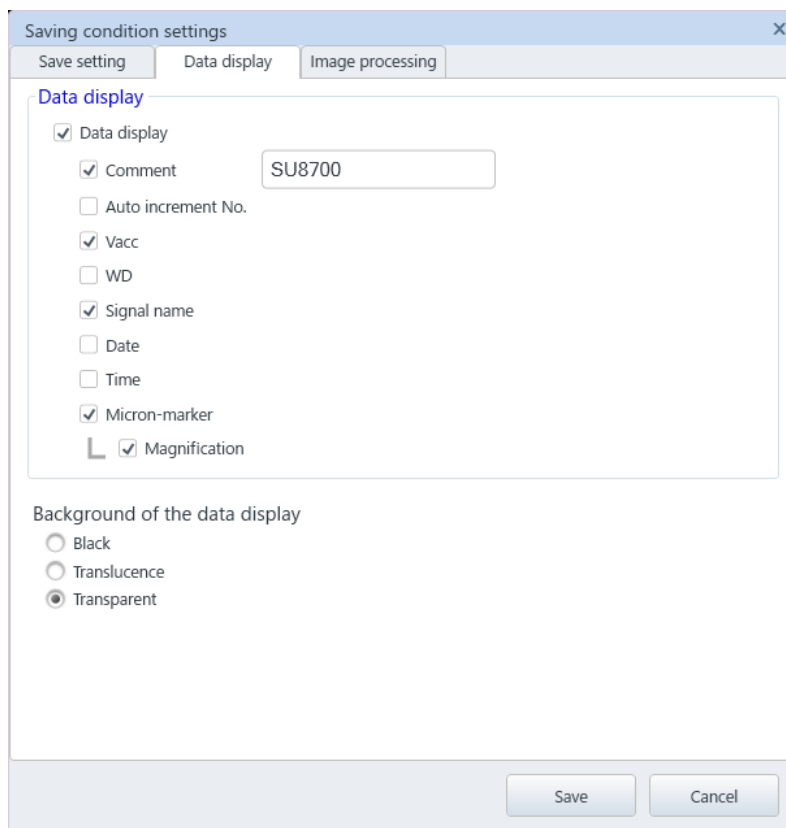 Saving condition settings
Save setting Data display Image processing
Data display
Data display
Comment SU8700
Auto increment No.
Vacc
WD
Signal name
Date
Time
Micron-marker
Magnification
Background of the data display
Black
Translucence
Transparent
Save Cancel